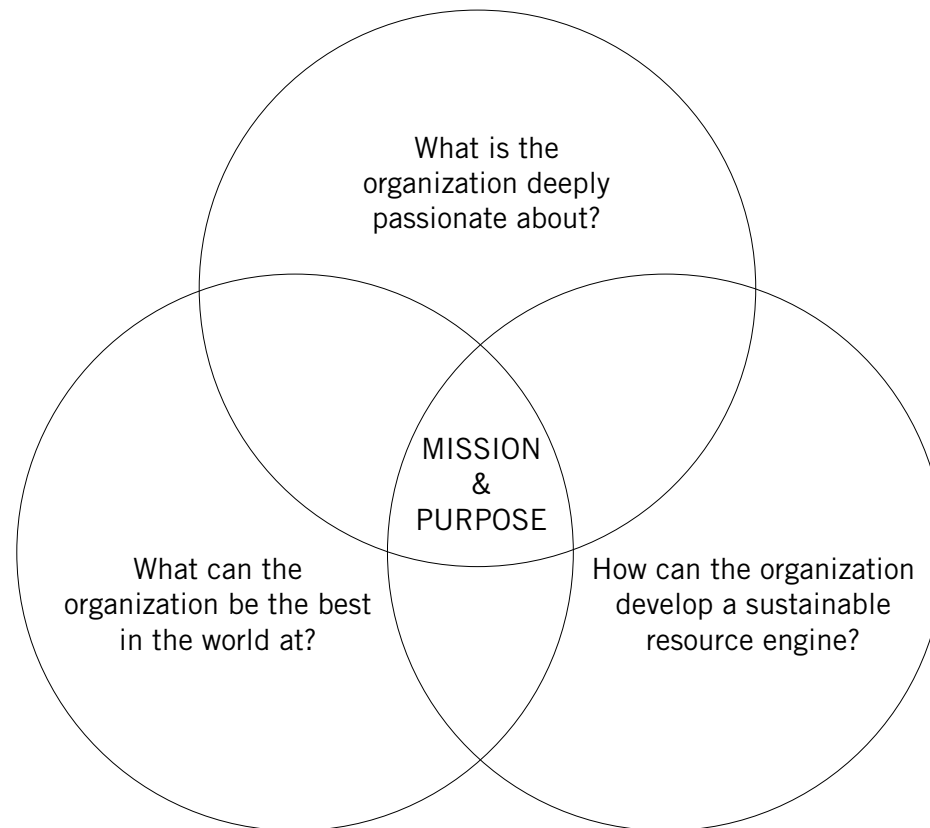 What is the
organization deeply
passionate about?
MISSION
&
PURPOSE
What can the
organization be the best
in the world at?
How can the organization
develop a sustainable
resource engine?